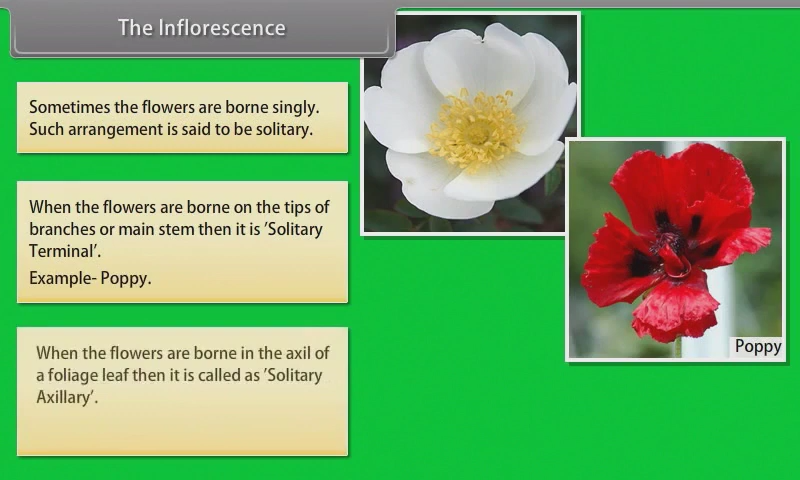 The Inflorescence
Sometimes the flowers are borne singly.
Such arrangement is said to be solitary.
When the flowers are borne on the tips of
branches or main stem then it is 'Solitary
Terminal'.
Example- Poppy.
When the flowers are borne in the axil of
a foliage leaf then it is called as 'Solitary
Axillary'.
Poppy